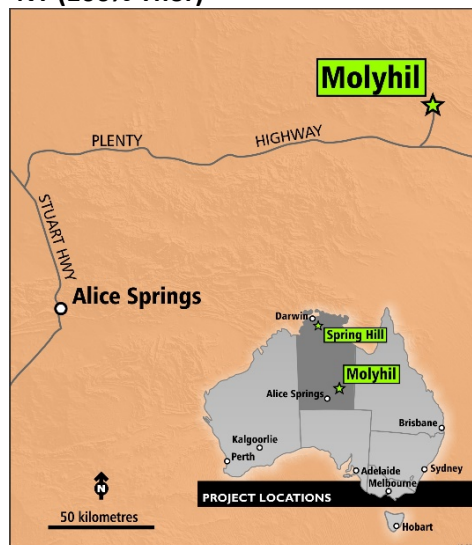 Molyhil
PLENTY HIGHWAY
STUART HWY
Alice Springs
Darwin
Spring Hill
Molyhil
Alice Springs
Brisbane
Kalgoorlie
Perth
Adelaide
Sydney
Melbourne
PROJECT LOCATIONS
Hobart
N
50 kilometres